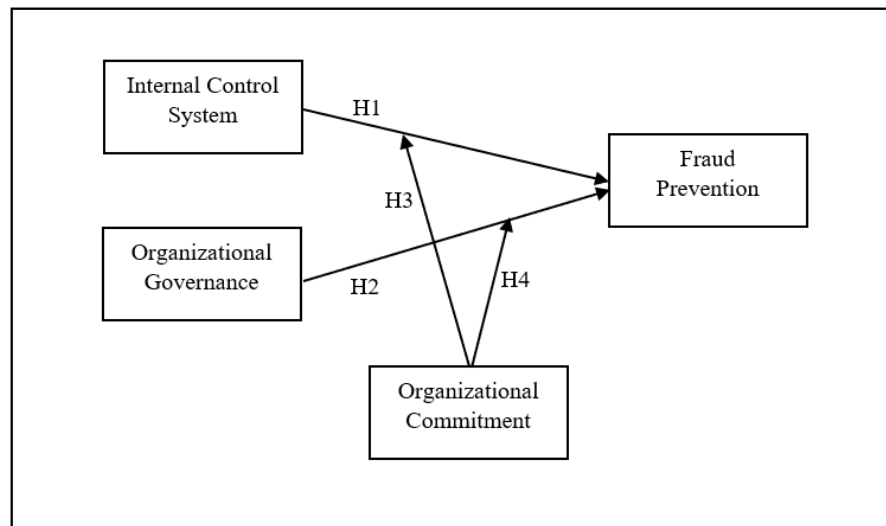 Internal Control
System
H1
Fraud
Prevention
H3
Organizational
Governance
H2
H4
Organizational
Commitment